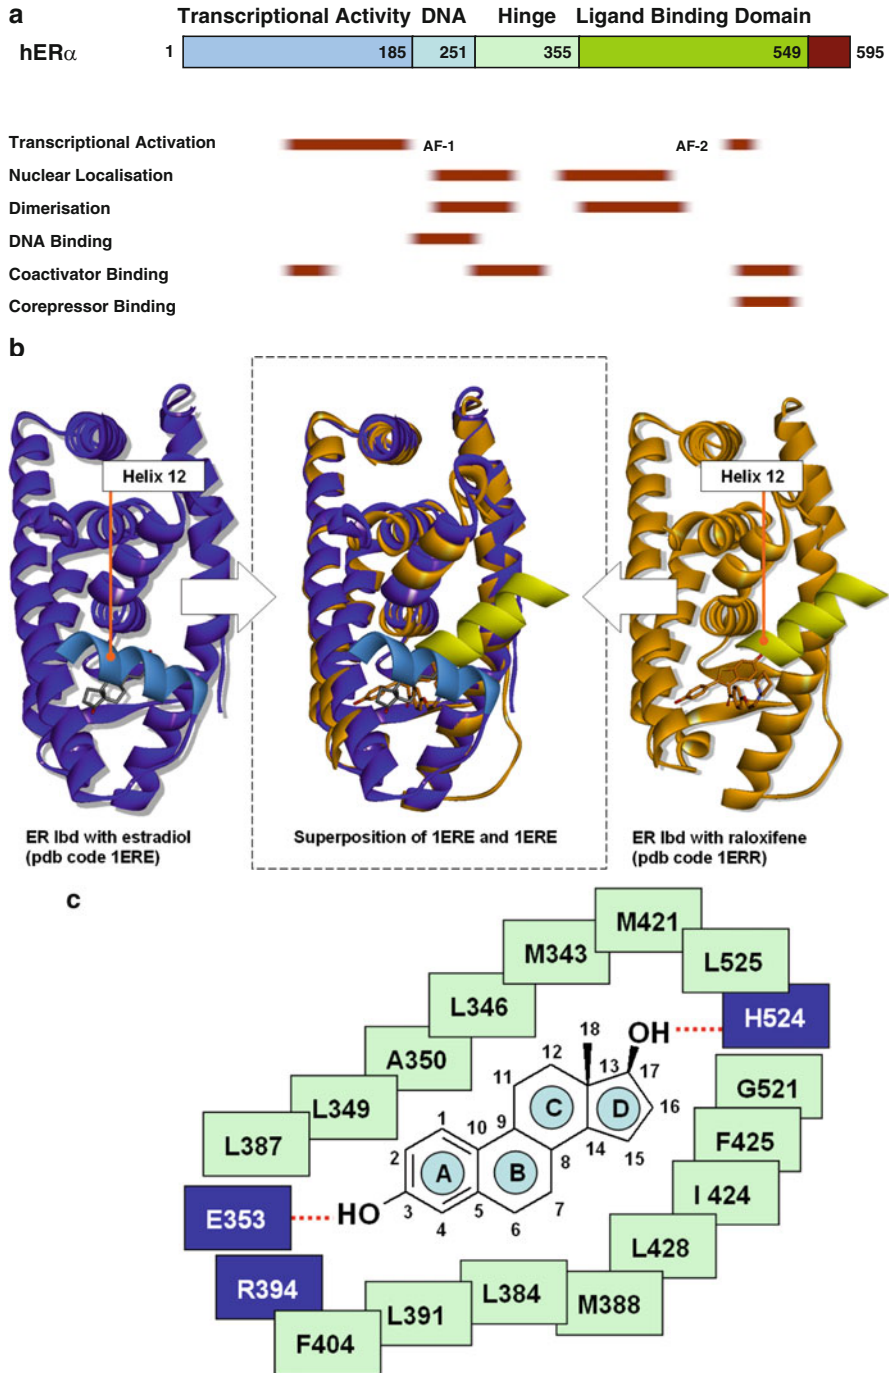 a
Transcriptional Activity DNA Hinge Ligand Binding Domain
hERα 1 185 251 355 549 595
Transcriptional Activation AF-1 AF-2
Nuclear Localisation
Dimerisation
DNA Binding
Coactivator Binding
Corepressor Binding
b
Helix 12
Helix 12
ER lbd with estradiol
(pdb code 1ERE)
Superposition of 1ERE and 1ERE
ER lbd with raloxifene
(pdb code 1ERR)
c
M421
M343
L525
L346
H524
A350
L349
L387
G521
F425
I 424
L428
E353
R394
F404
L391
L384
M388
18 OH
12 13 17
11
C D 16
1 10 9 14 15
2 A B 8
HO 3 4 5 6 7